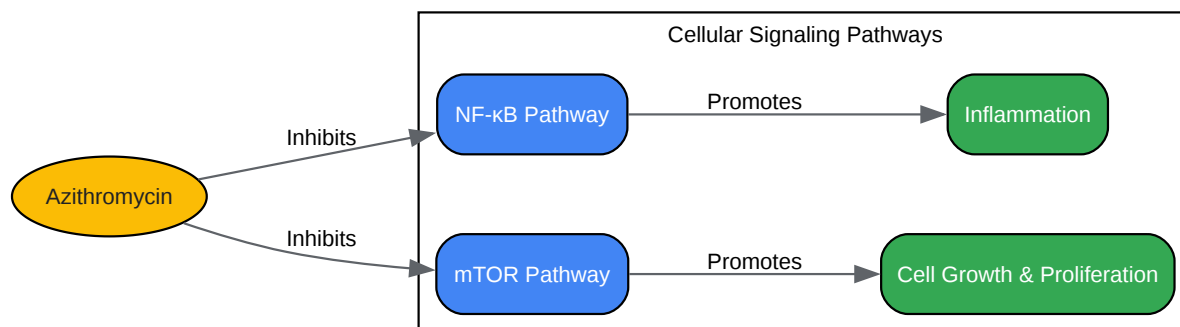 Cellular Signaling Pathways
NF-κB Pathway
Promotes
Inflammation
Inhibits
Azithromycin
Inhibits
mTOR Pathway
Promotes
Cell Growth & Proliferation